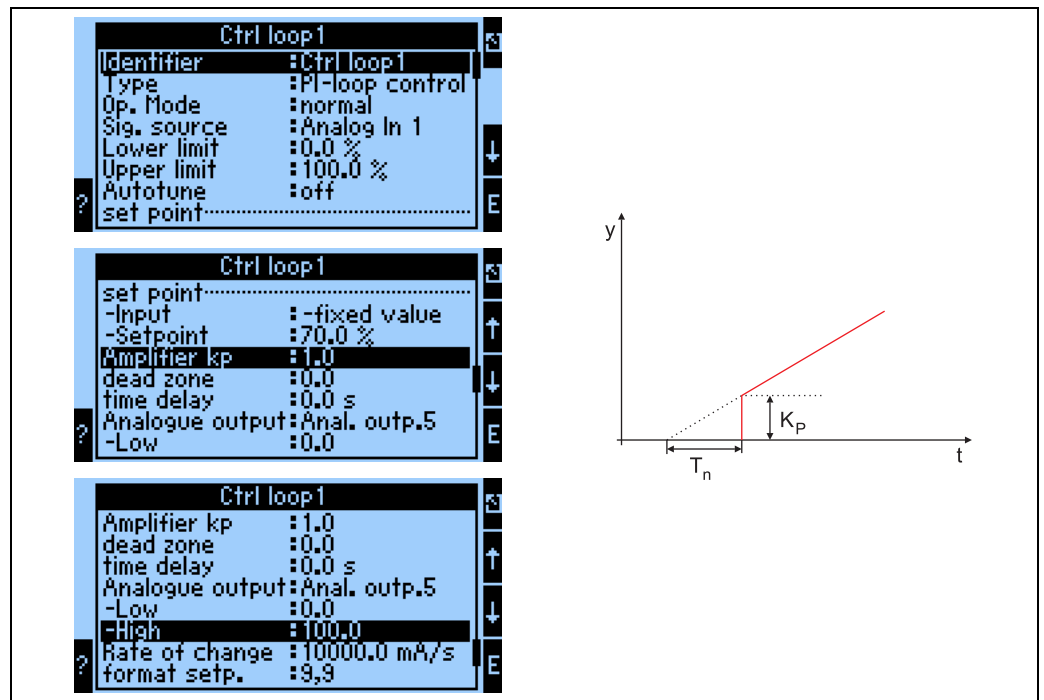 Ctrl loop1
Identifier :Ctrl loop1
Type :PI-loop control
Op. Mode :normal
Sig. source :Analog In 1
Lower limit :0.0 %
Upper limit :100.0 %
Autotune :off
? set point E
Ctrl loop1
set point
-Input :-fixed value
-Setpoint :70.0 %
Amplifier kp :1.0
dead zone :0.0
time delay :0.0 s
Analogue output:Anal. outp.5
? -Low :0.0 E
Ctrl loop1
Amplifier kp :1.0
dead zone :0.0
time delay :0.0 s
Analogue output:Anal. outp.5
-Low :0.0
-High :100.0
Rate of change :10000.0 mA/s
? format setp. :9,9 E
y
KP
Tn
t